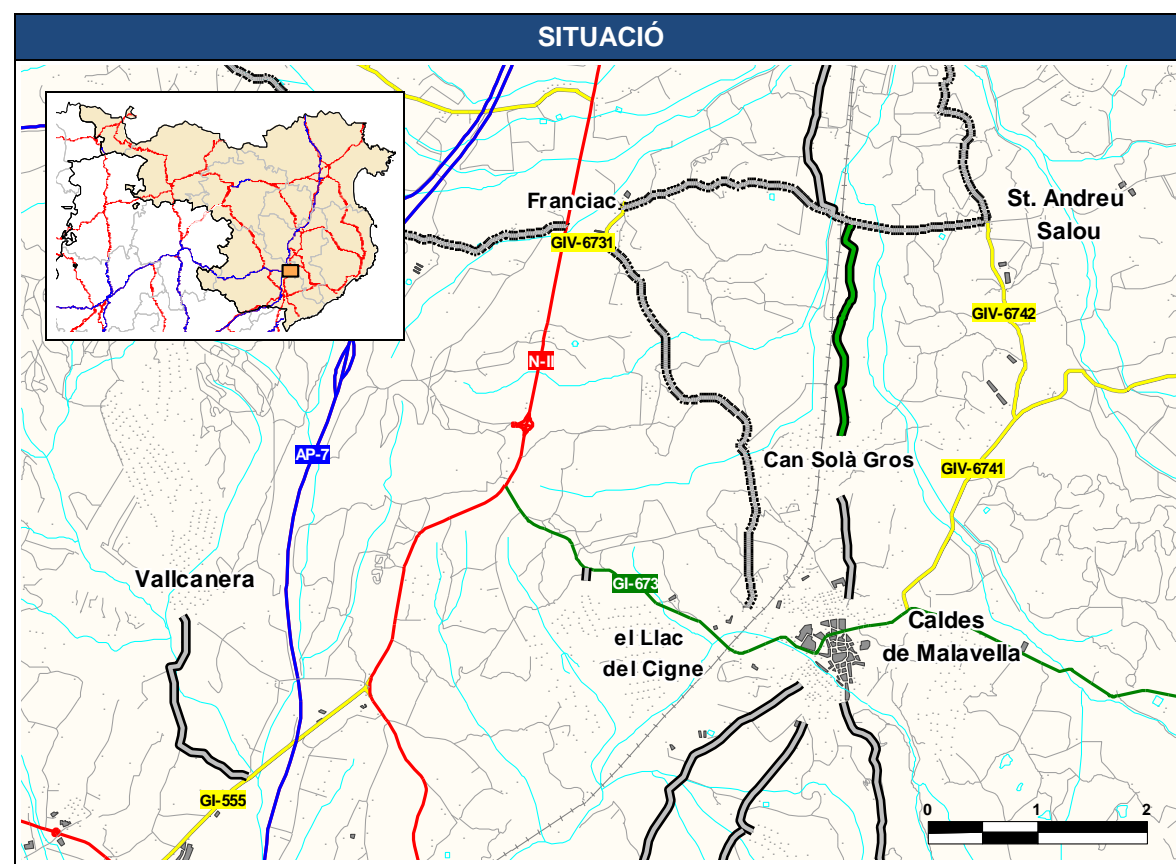 SITUACIÓ
Franciac
St. Andreu
Salou
GIV-6731
GIV-6742
N-II
AP-7
Can Solà Gros
GIV-6741
Vallcanera
GI-673
el Llac
del Cigne
Caldes
de Malavella
GI-555
0 1 2